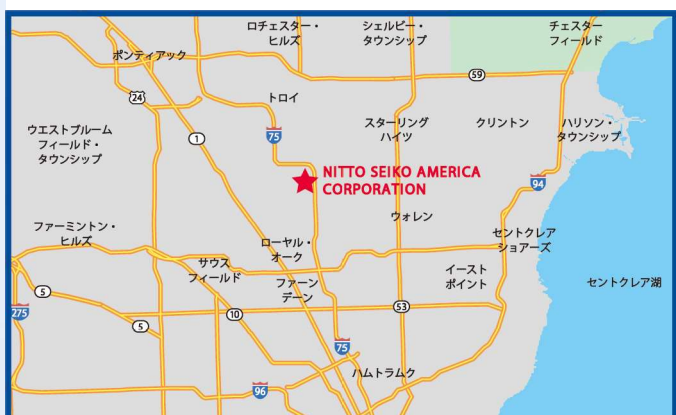 ロチェスター・
ヒルズ
シェルビー・
タウンシップ
チェスター
フィールド
ポンティアック
59
24
トロイ
ウエストブルーム
フィールド・
タウンシップ
1
75
スターリング
ハイツ
クリントン
ハリソン・
タウンシップ
NITTO SEIKO AMERICA
CORPORATION
94
ファーミントン・
ヒルズ
ローヤル・
オーク
ウォレン
セントクレア
ショアーズ
サウス
フィールド
ファーン
デーン
イースト
ポイント
セントクレア湖
5
275
5
10
53
75
ハムトラムク
96